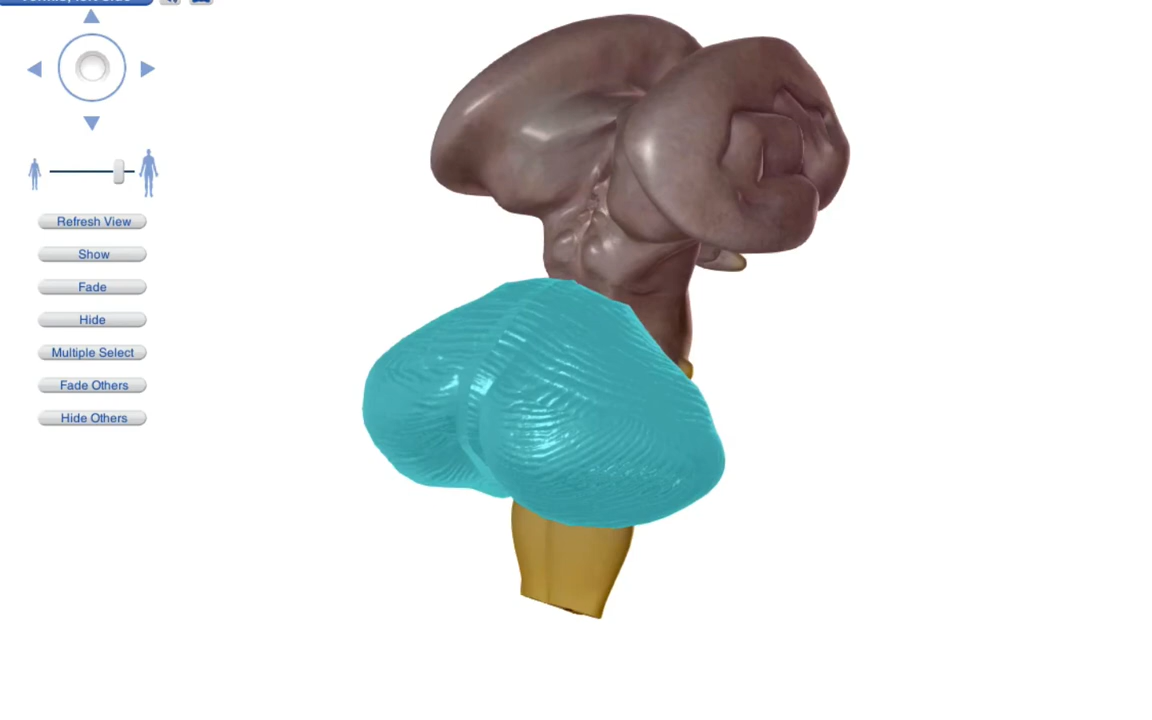 Refresh View
Show
Fade
Hide
Multiple Select
Fade Others
Hide Others